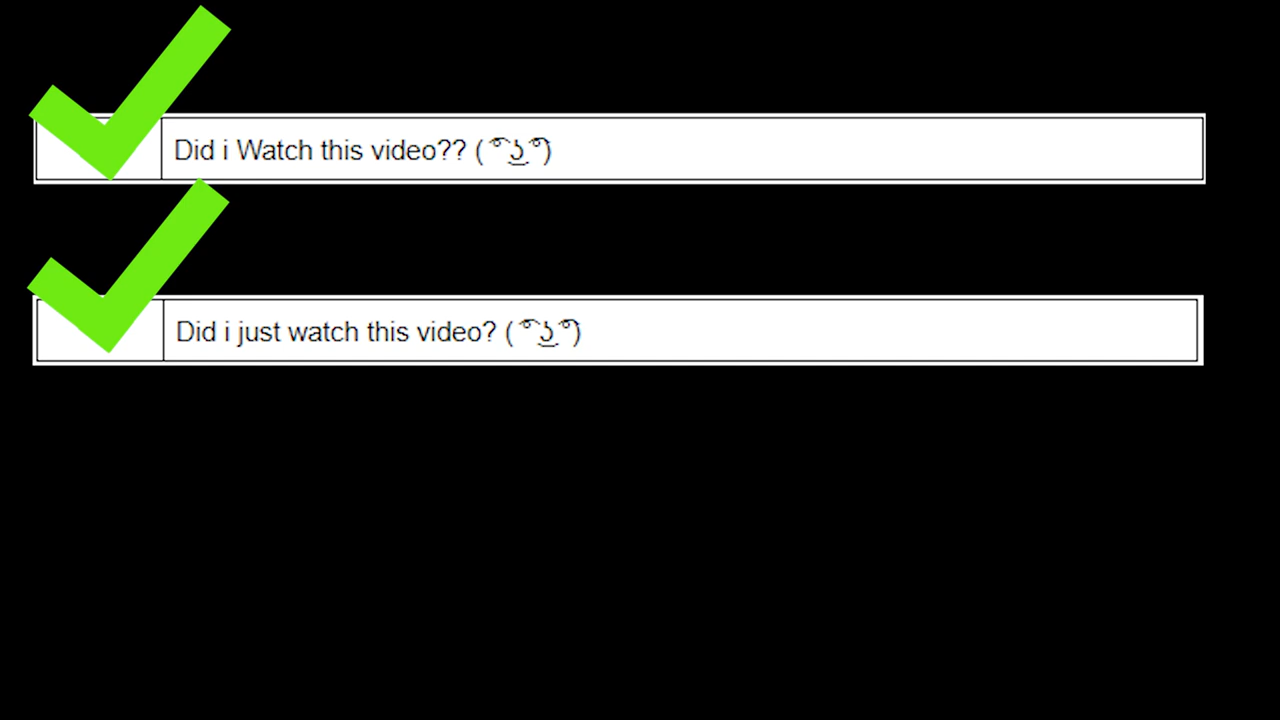 Did i Watch this video?? ( ͡° ͜ʖ ͡°)
Did i just watch this video? ( ͡° ͜ʖ ͡°)